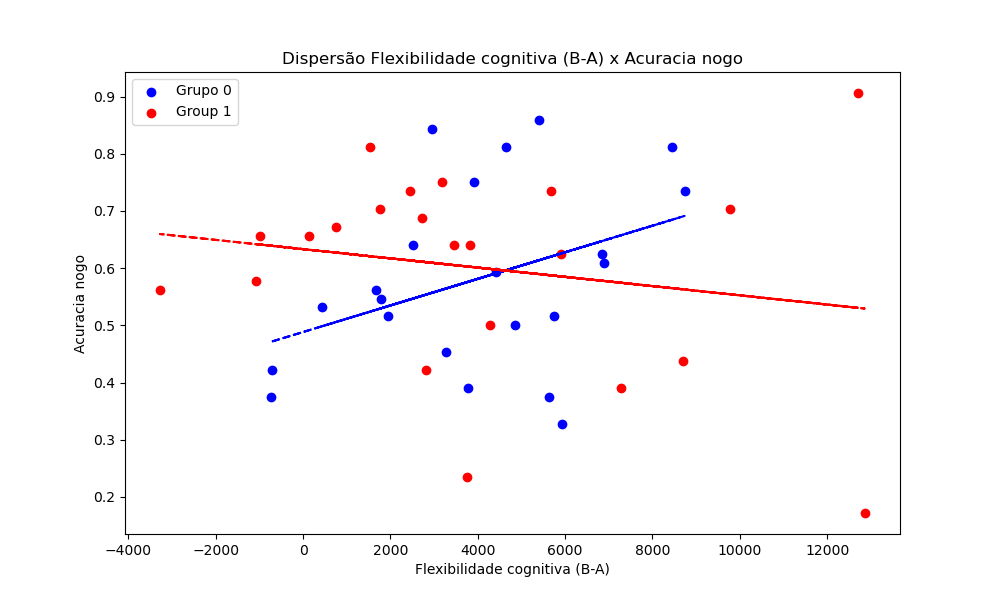 Dispersão Flexibilidade cognitiva (B-A) x Acuracia nogo
Grupo 0
Group 1
Acuracia nogo
0.9
0.8
0.7
0.6
0.5
0.4
0.3
0.2
−4000 −2000 0 2000 4000 6000 8000 10000 12000
Flexibilidade cognitiva (B-A)